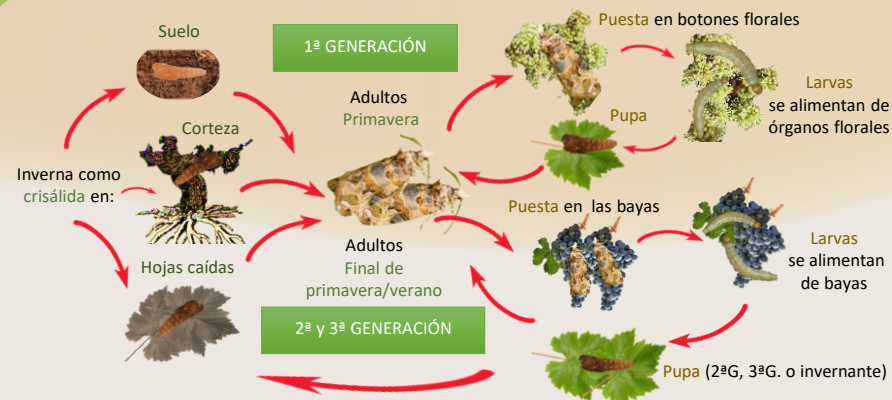 Suelo
Corteza
Inverna como
crisálida en:
Hojas caídas
1ª GENERACIÓN
Adultos
Primavera
Puesta en botones florales
Larvas
se alimentan de
órganos florales
Pupa
Adultos
Final de
primavera/verano
2ª y 3ª GENERACIÓN
Puesta en las bayas
Larvas
se alimentan
de bayas
Pupa (2ªG, 3ªG. o invernante)